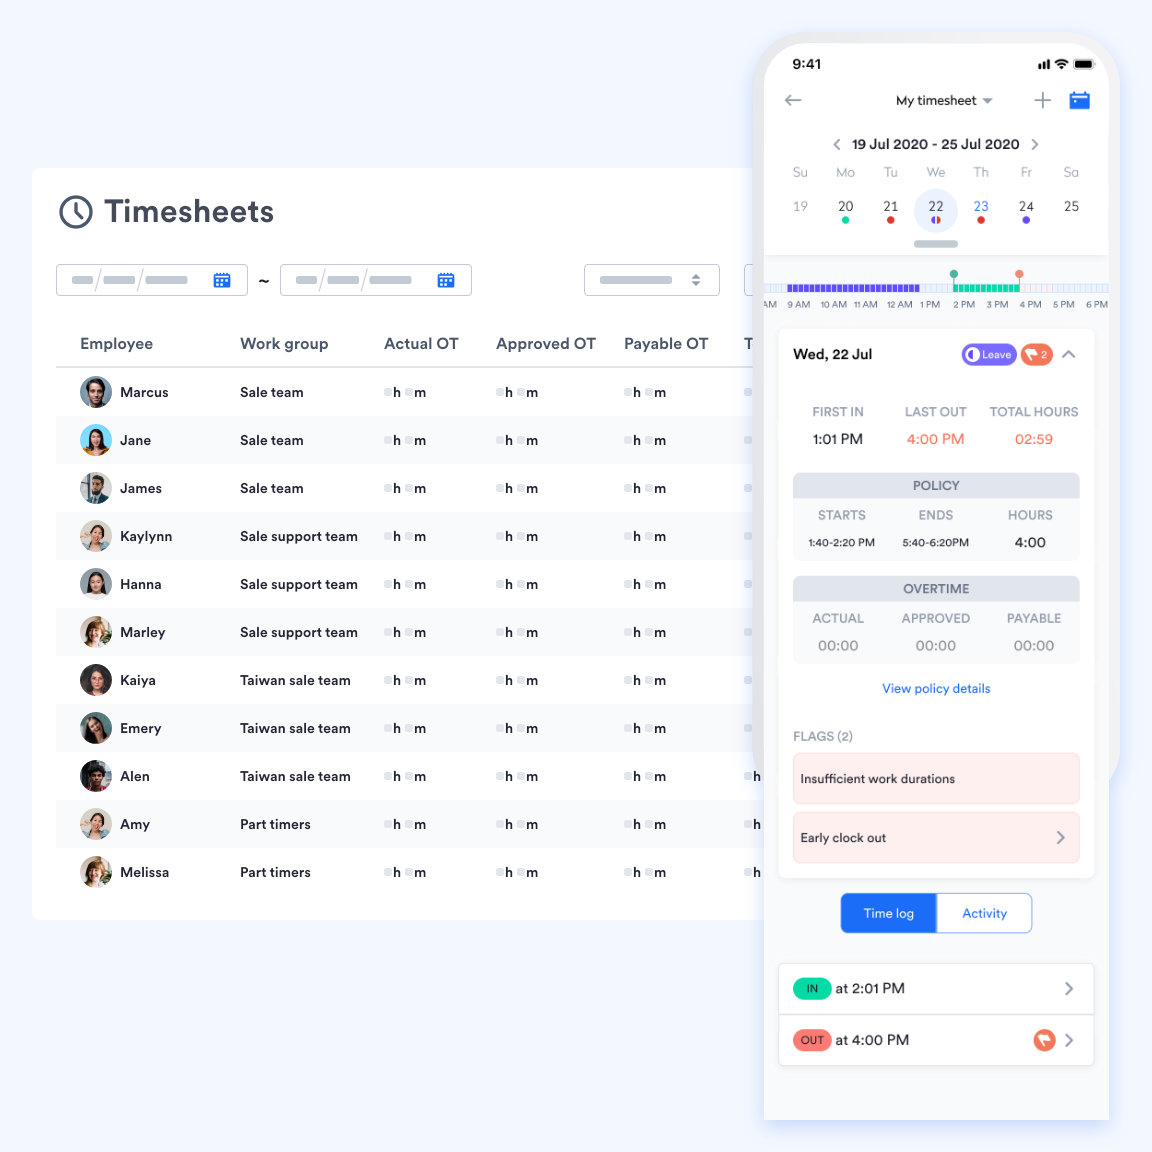 Timesheets
~
Employee Work group Actual OT Approved OT Payable OT T
Marcus Sale team h m h m h m
Jane Sale team h m h m h m
James Sale team h m h m h m
Kaylynn Sale support team h m h m h m
Hanna Sale support team h m h m h m
Marley Sale support team h m h m h m
Kaiya Taiwan sale team h m h m h m
Emery Taiwan sale team h m h m h m
Alen Taiwan sale team h m h m h m h
Amy Part timers h m h m h m h
Melissa Part timers h m h m h m h
9:41
My timesheet
19 Jul 2020 - 25 Jul 2020
Su Mo Tu We Th Fr Sa
19 20 21 22 23 24 25
AM 9 AM 10 AM 11 AM 12 AM 1 PM 2 PM 3 PM 4 PM 5 PM 6 PM
Wed, 22 Jul Leave 2
FIRST IN LAST OUT TOTAL HOURS
1:01 PM 4:00 PM 02:59
POLICY
STARTS ENDS HOURS
1:40-2:20 PM 5:40-6:20PM 4:00
OVERTIME
ACTUAL APPROVED PAYABLE
00:00 00:00 00:00
View policy details
FLAGS (2)
Insufficient work durations
Early clock out
Time log Activity
IN at 2:01 PM
OUT at 4:00 PM